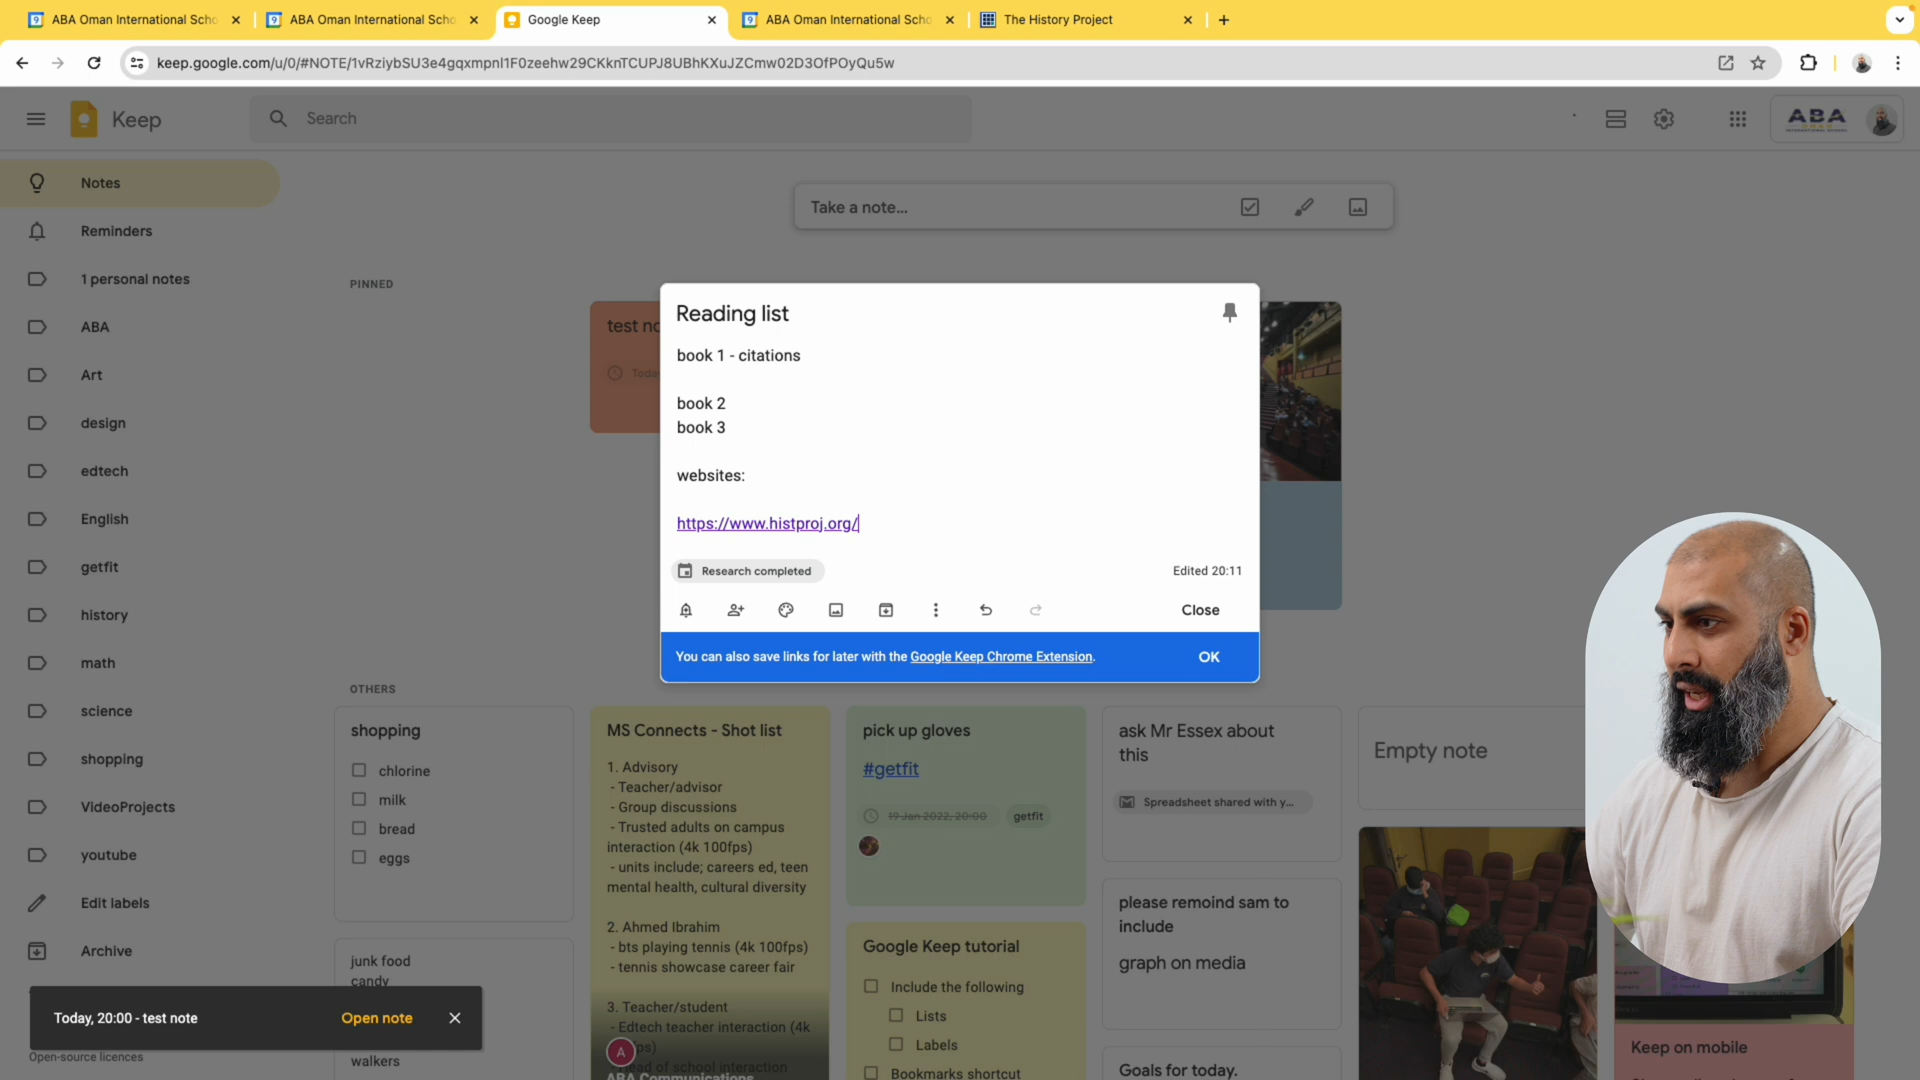 ABA Oman International Scho
ABA Oman International Scho
Google Keep
ABA Oman International Scho
The History Project
keep.google.com/u/0/#NOTE/1vRziybSU3e4gqxmpnl1F0zeehw29CKknTCUPJ8UBhKXuJZCmw02D3OfPOyQu5w
Keep
Search
ABA
Notes
Reminders
1 personal notes
ABA
Art
design
edtech
English
getfit
history
math
science
shopping
VideoProjects
youtube
Edit labels
Archive
Today, 20:00 - test note
Open note
Open-source licences
Take a note...
PINNED
test no
Today
Reading list
book 1 - citations
book 2
book 3
websites:
https://www.histproj.org/
Research completed
Edited 20:11
Close
You can also save links for later with the Google Keep Chrome Extension.
OK
OTHERS
shopping
chlorine
milk
bread
eggs
junk food
candy
walkers
MS Connects - Shot list
1. Advisory
- Teacher/advisor
- Group discussions
- Trusted adults on campus
interaction (4k 100fps)
- units include; careers ed, teen
mental health, cultural diversity
2. Ahmed Ibrahim
- bts playing tennis (4k 100fps)
- tennis showcase career fair
3. Teacher/student
- Edtech teacher interaction (4k
ps)
ead of school interaction
A
ABA Communications
pick up gloves
#getfit
19 Jan 2022, 20:00
getfit
Google Keep tutorial
Include the following
Lists
Labels
Bookmarks shortcut
ask Mr Essex about
this
Spreadsheet shared with y...
please remoind sam to
include
graph on media
Goals for today.
Empty note
Keep on mobile